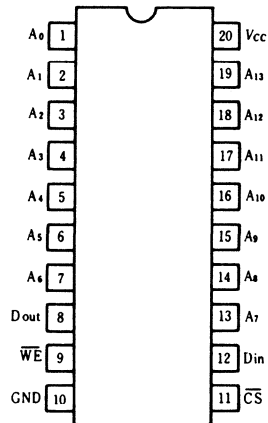 A0 1 20 Vcc
A1 2 19 A13
A2 3 18 A12
A3 4 17 A11
A4 5 16 A10
A5 6 15 A9
A6 7 14 A8
Dout 8 13 A7
W̅E̅ 9 12 Din
GND 10 11 C̅S̅